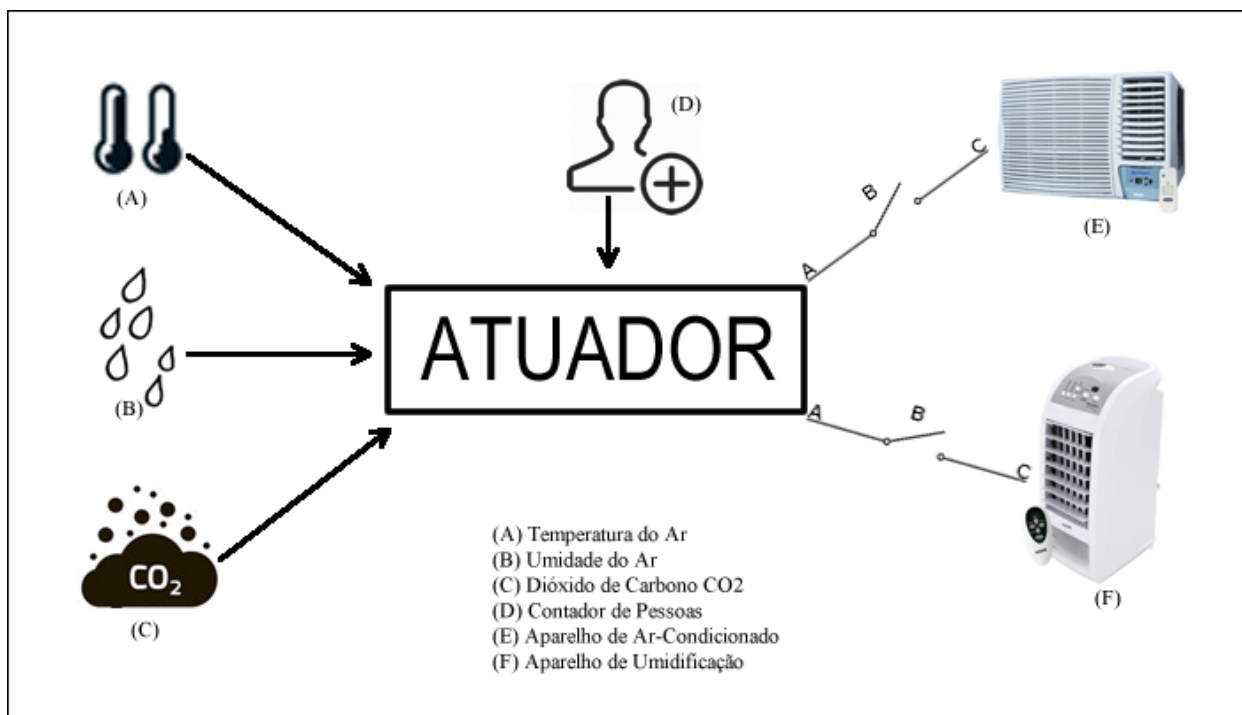 (A)
(D)
C
B
A
(E)
(B)
ATUADOR
A
B
C
CO2
(C)
(F)
(A) Temperatura do Ar
(B) Umidade do Ar
(C) Dióxido de Carbono CO2
(D) Contador de Pessoas
(E) Aparelho de Ar-Condicionado
(F) Aparelho de Umidificação